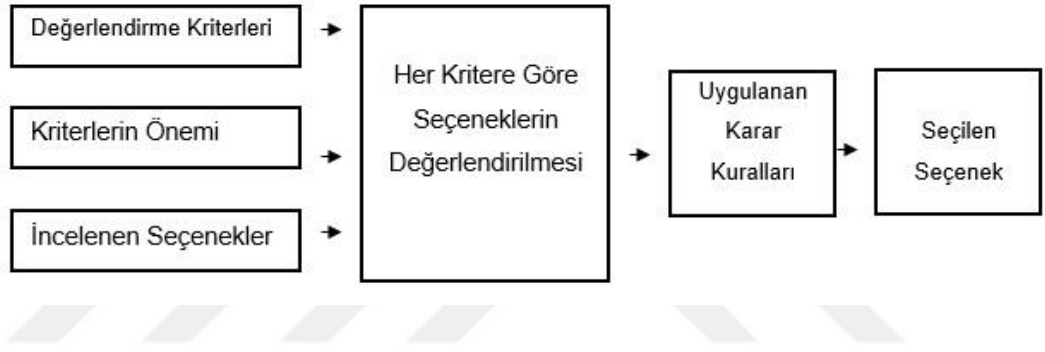 Değerlendirme Kriterleri
Kriterlerin Önemi
İncelenen Seçenekler
Her Kritere Göre
Seçeneklerin
Değerlendirilmesi
Uygulanan
Karar
Kuralları
Seçilen
Seçenek